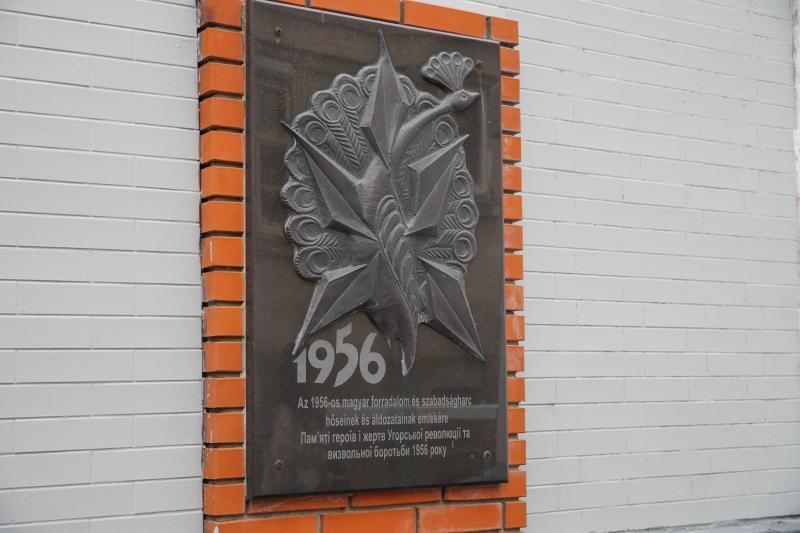 1956
Az 1956-os magyar forradalom és szabadságharc
hőseinek és áldozatainak emlékére
Пам'яті героїв і жертв Угорської революції та
визвольної боротьби 1956 року